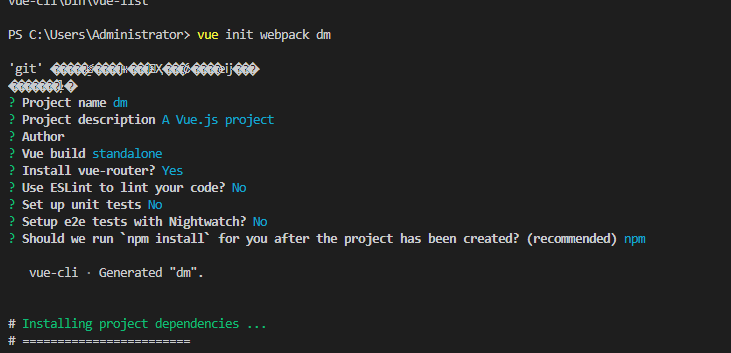 vue-cli\bin\vue-list
PS C:\Users\Administrator> vue init webpack dm
'git'
? Project name dm
? Project description A Vue.js project
? Author
? Vue build standalone
? Install vue-router? Yes
? Use ESLint to lint your code? No
? Set up unit tests No
? Setup e2e tests with Nightwatch? No
? Should we run `npm install` for you after the project has been created? (recommended) npm
vue-cli · Generated "dm".
# Installing project dependencies ...
# ========================